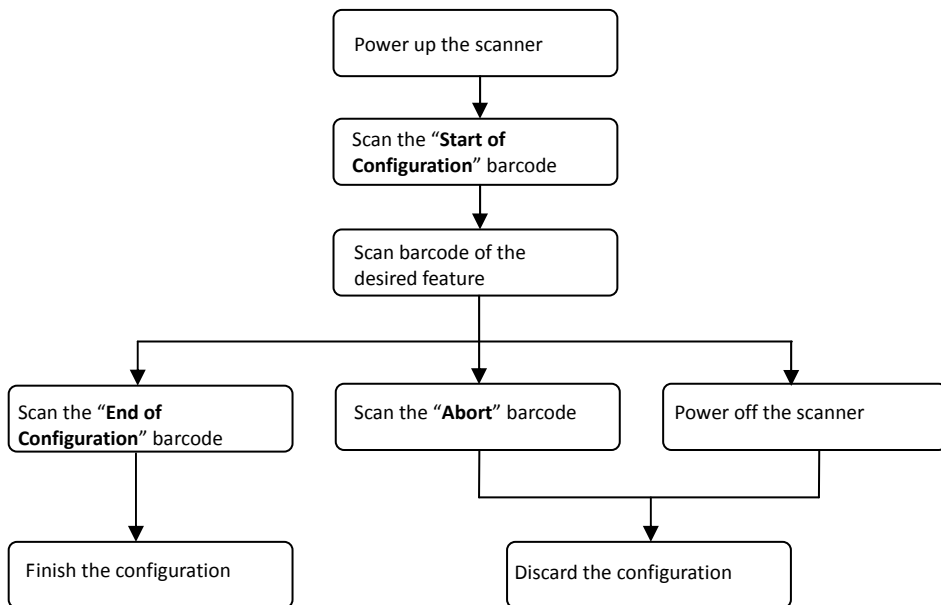 Power up the scanner
Scan the “Start of
Configuration” barcode
Scan barcode of the
desired feature
Scan the “End of
Configuration” barcode
Scan the “Abort” barcode
Power off the scanner
Finish the configuration
Discard the configuration